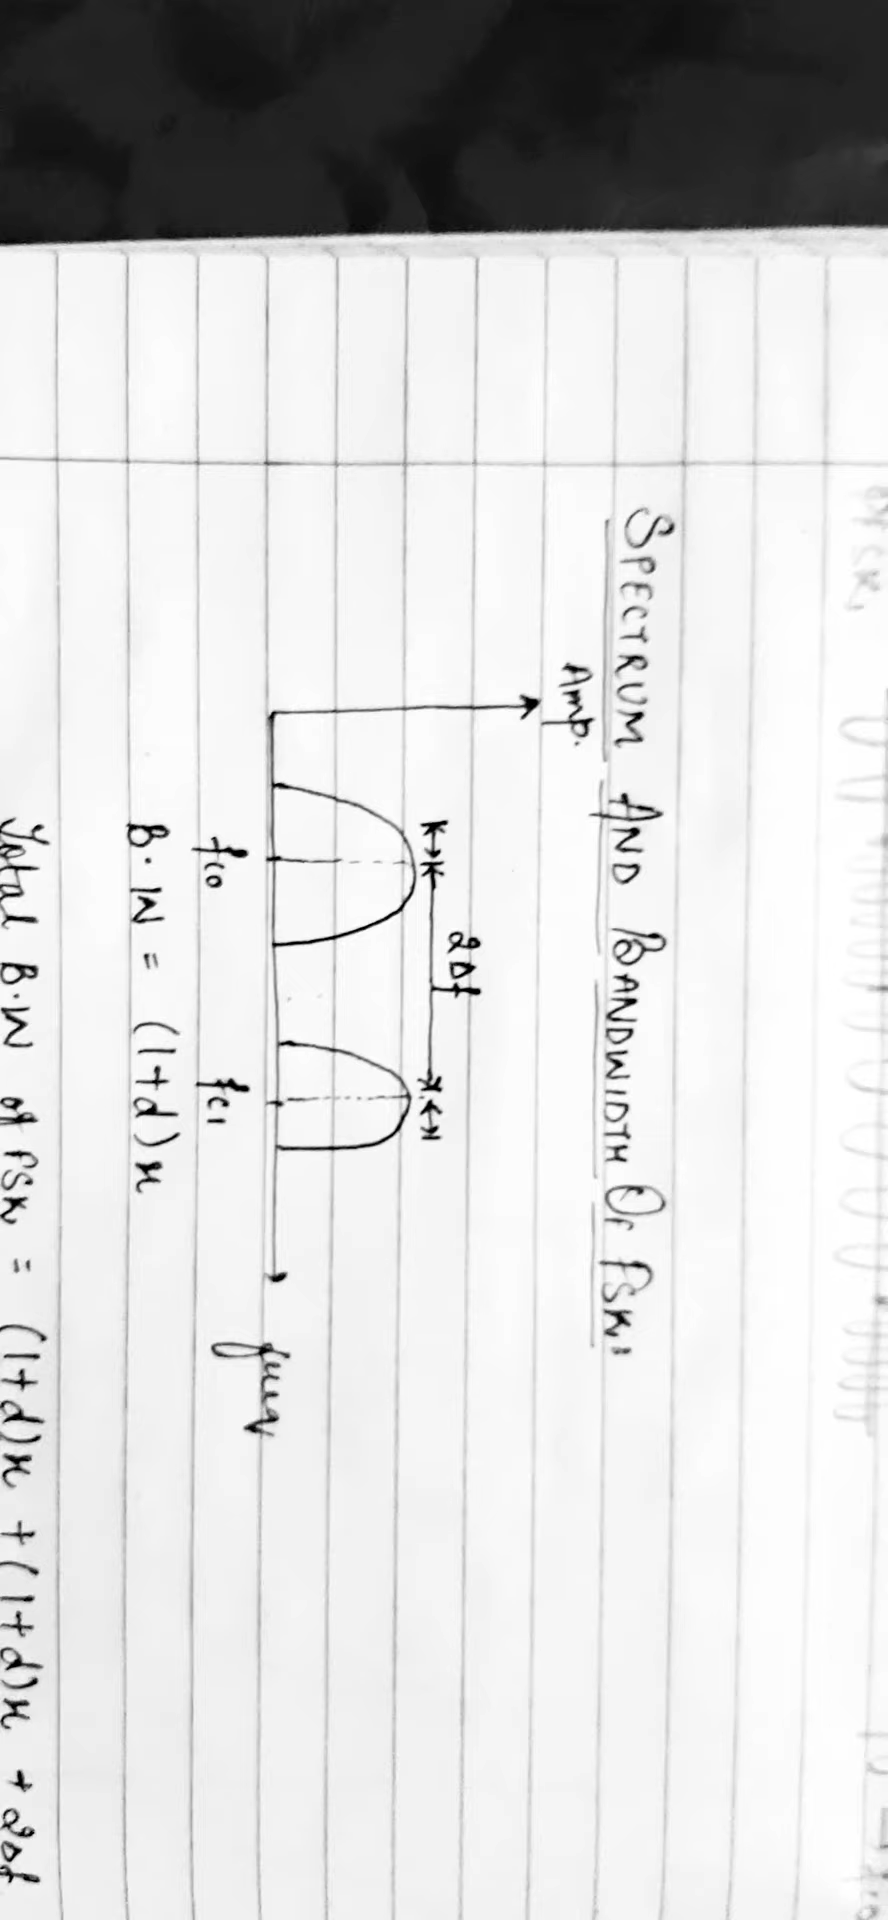 SPECTRUM AND BANDWIDTH OF FSK:
Amp.
2Δf
fc0 fc1 freq
B.W = (1+d)r
Total B.W of FSK = (1+d)r + (1+d)r + 2Δf